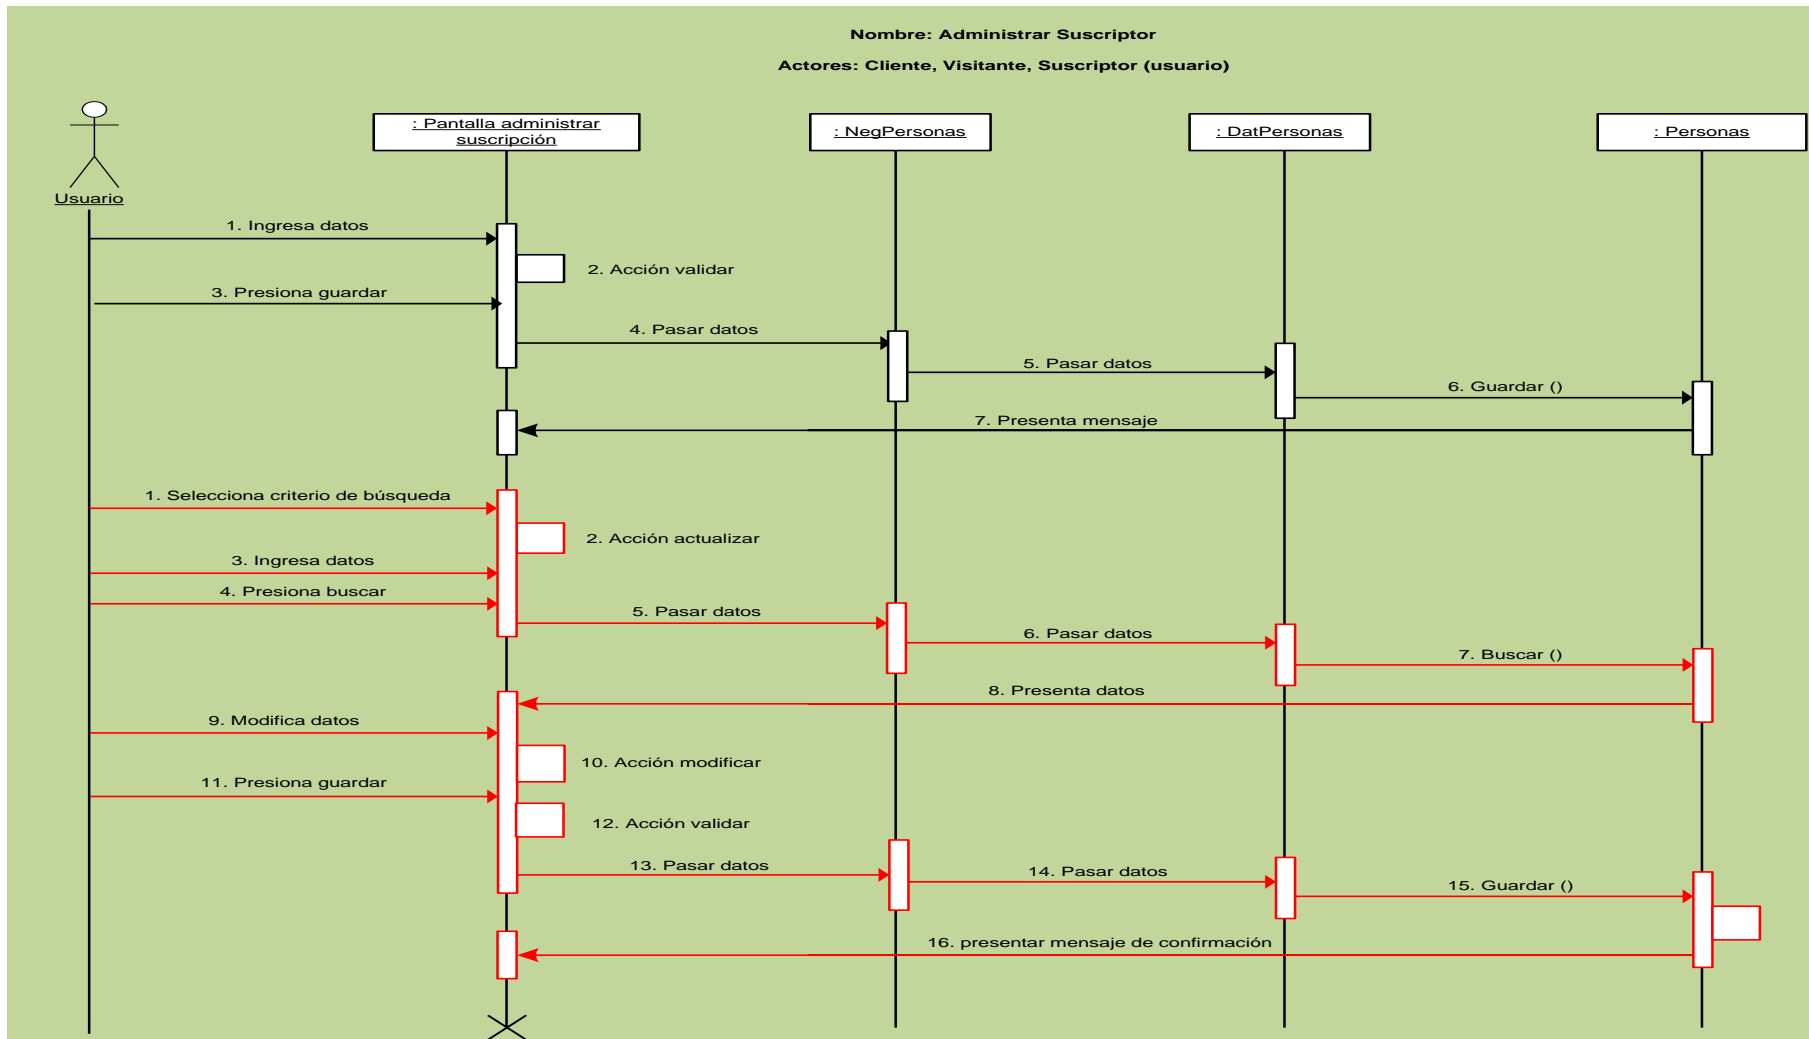 Nombre: Administrar Suscriptor
Actores: Cliente, Visitante, Suscriptor (usuario)
: Pantalla administrar
suscripción
: NegPersonas
: DatPersonas
: Personas
Usuario
1. Ingresa datos
2. Acción validar
3. Presiona guardar
4. Pasar datos
5. Pasar datos
6. Guardar ()
7. Presenta mensaje
1. Selecciona criterio de búsqueda
2. Acción actualizar
3. Ingresa datos
4. Presiona buscar
5. Pasar datos
6. Pasar datos
7. Buscar ()
8. Presenta datos
9. Modifica datos
10. Acción modificar
11. Presiona guardar
12. Acción validar
13. Pasar datos
14. Pasar datos
15. Guardar ()
16. presentar mensaje de confirmación